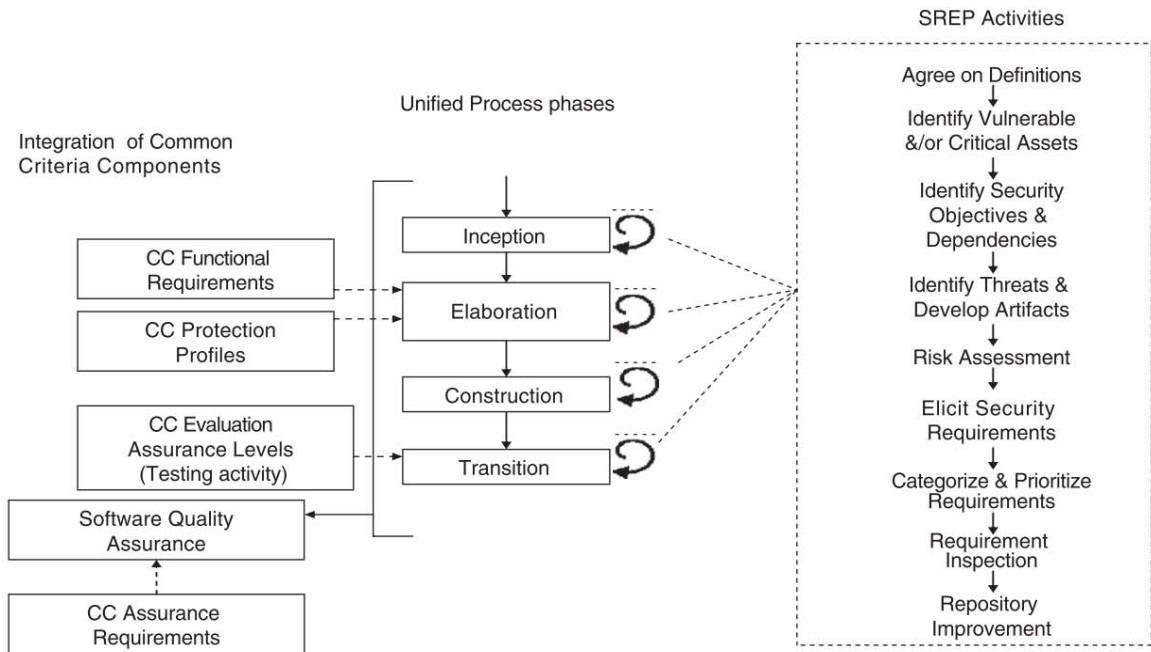 SREP Activities
Unified Process phases
Integration of Common
Criteria Components
CC Functional
Requirements
CC Protection
Profiles
CC Evaluation
Assurance Levels
(Testing activity)
Software Quality
Assurance
CC Assurance
Requirements
Inception
Elaboration
Construction
Transition
Agree on Definitions
Identify Vulnerable
&/or Critical Assets
Identify Security
Objectives &
Dependencies
Identify Threats &
Develop Artifacts
Risk Assessment
Elicit Security
Requirements
Categorize & Prioritize
Requirements
Requirement
Inspection
Repository
Improvement